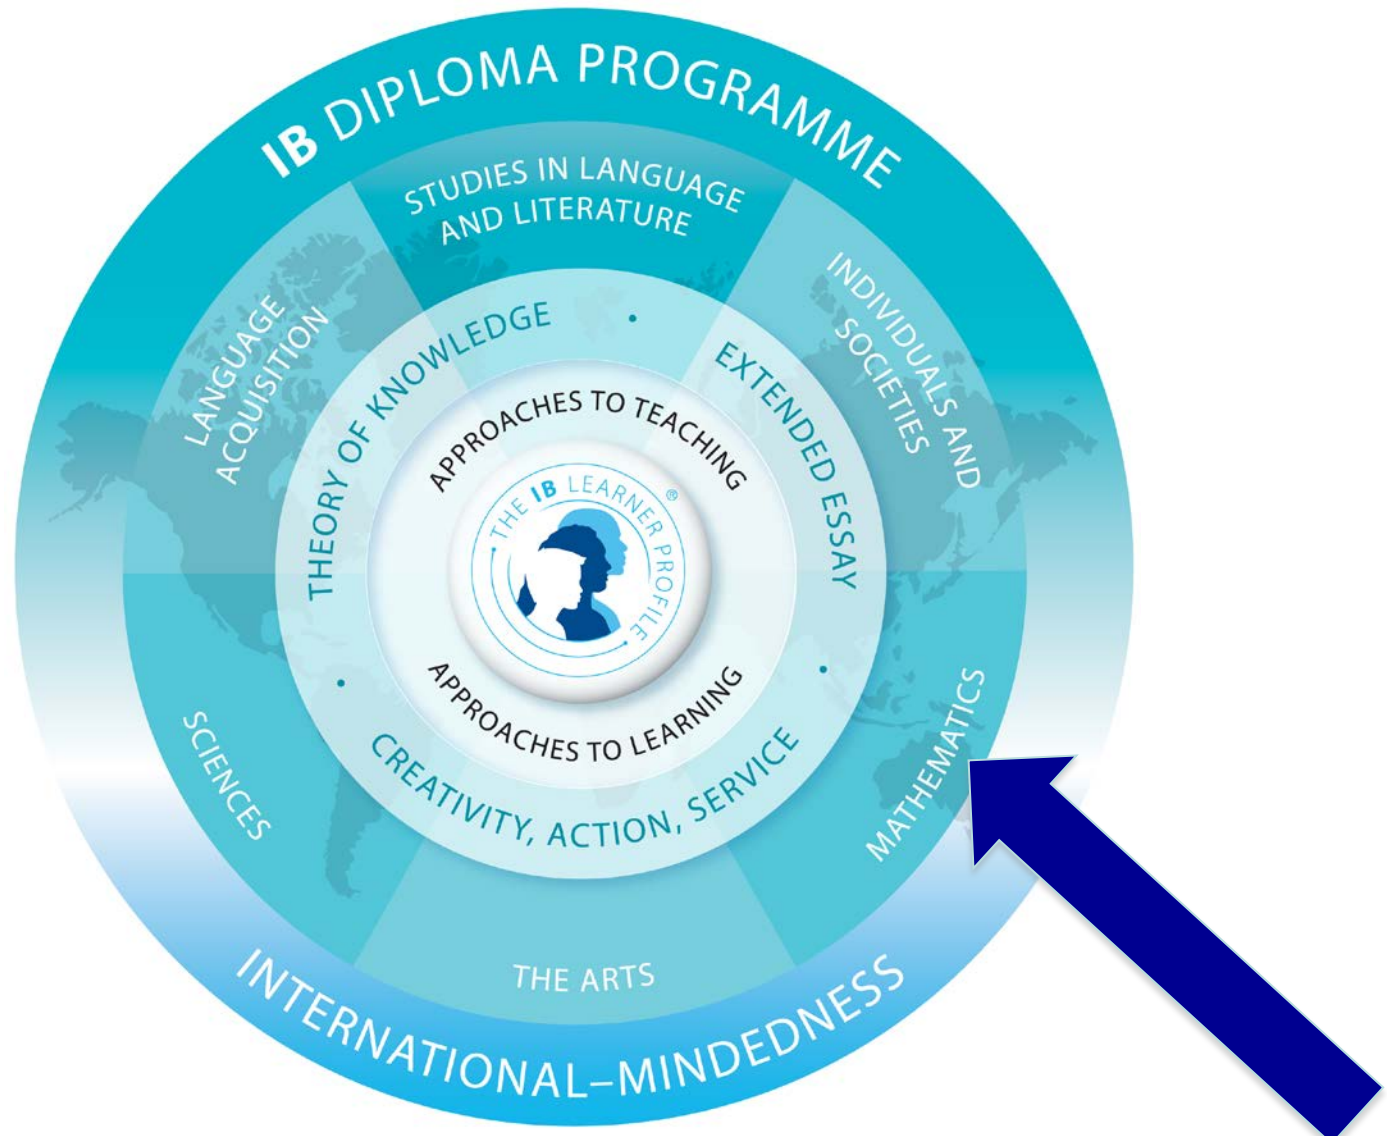 IB DIPLOMA PROGRAMME
STUDIES IN LANGUAGE
AND LITERATURE
LANGUAGE
ACQUISITION
INDIVIDUALS AND
SOCIETIES
THEORY OF KNOWLEDGE
EXTENDED ESSAY
APPROACHES TO TEACHING
THE IB LEARNER PROFILE
®
APPROACHES TO LEARNING
CREATIVITY, ACTION, SERVICE
SCIENCES
MATHEMATICS
THE ARTS
INTERNATIONAL–MINDEDNESS